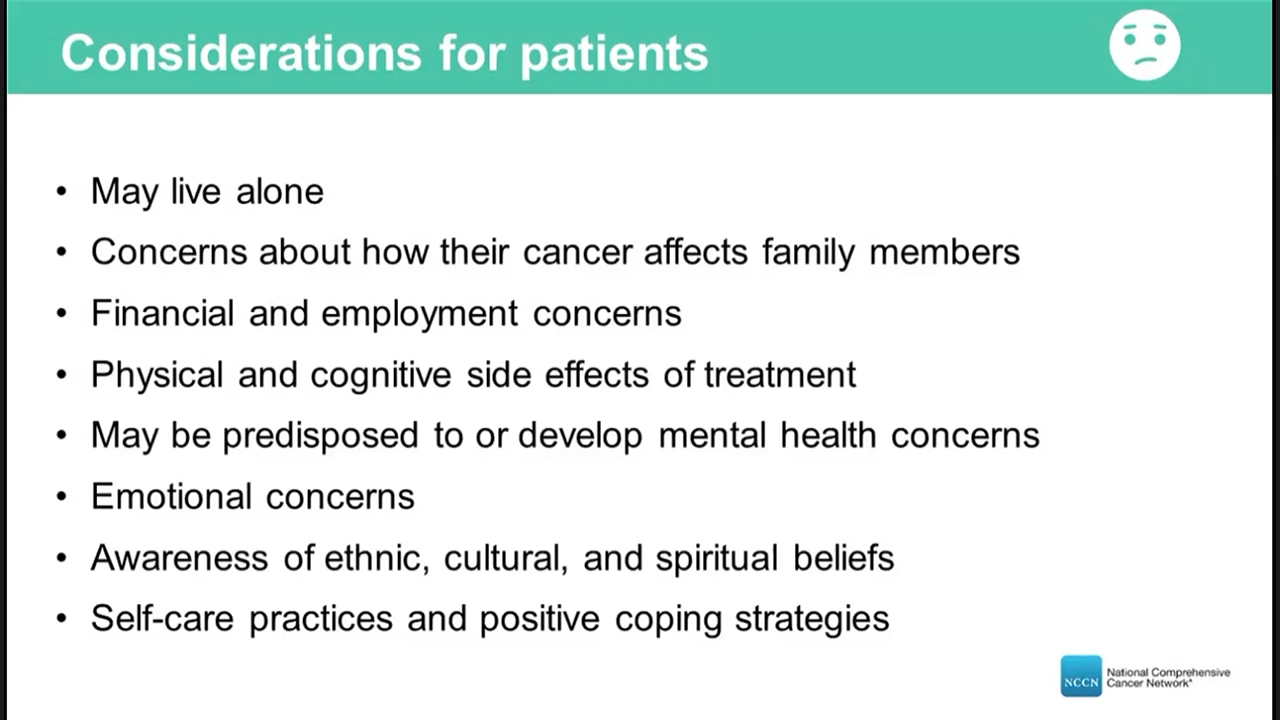 Considerations for patients
• May live alone
• Concerns about how their cancer affects family members
• Financial and employment concerns
• Physical and cognitive side effects of treatment
• May be predisposed to or develop mental health concerns
• Emotional concerns
• Awareness of ethnic, cultural, and spiritual beliefs
• Self-care practices and positive coping strategies
NCCN
National Comprehensive
Cancer Network®